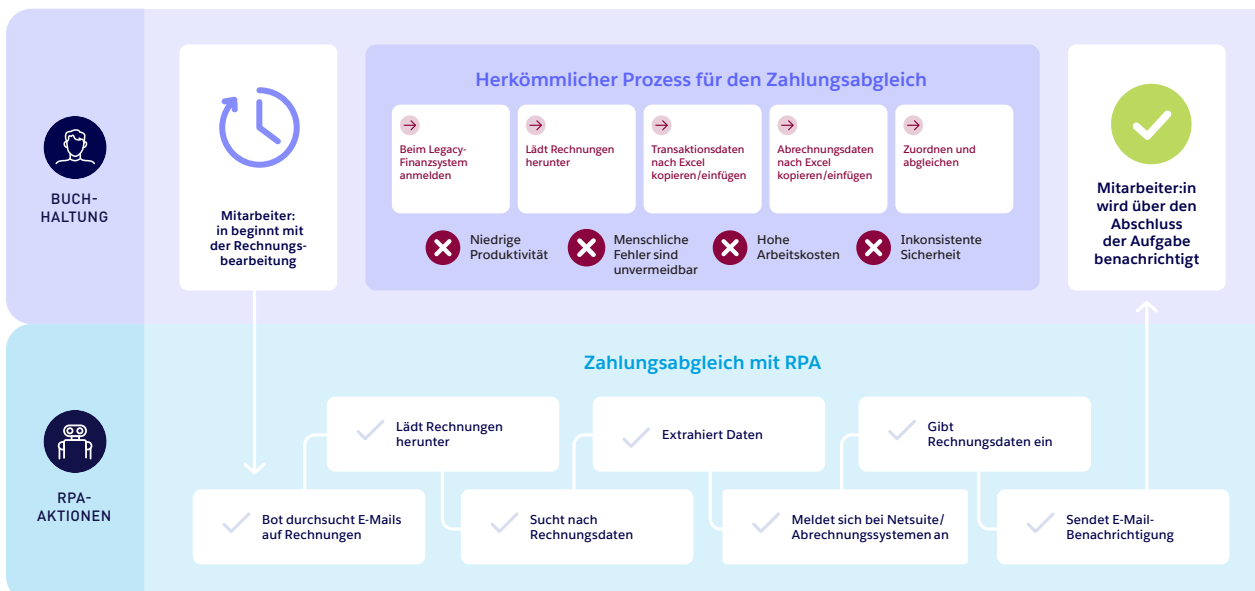 BUCH-
HALTUNG
Mitarbeiter:
in beginnt mit
der Rechnungs-
bearbeitung
Herkömmlicher Prozess für den Zahlungsabgleich
Beim Legacy-
Finanzsystem
anmelden
Lädt Rechnungen
herunter
Transaktionsdaten
nach Excel
kopieren/einfügen
Abrechnungsdaten
nach Excel
kopieren/einfügen
Zuordnen und
abgleichen
Niedrige
Produktivität
Menschliche
Fehler sind
unvermeidbar
Hohe
Arbeitskosten
Inkonsistente
Sicherheit
Mitarbeiter:in
wird über den
Abschluss
der Aufgabe
benachrichtigt
RPA-
AKTIONEN
Zahlungsabgleich mit RPA
Bot durchsucht E-Mails
auf Rechnungen
Lädt Rechnungen
herunter
Sucht nach
Rechnungsdaten
Extrahiert Daten
Meldet sich bei Netsuite/
Abrechnungssystemen an
Gibt
Rechnungsdaten ein
Sendet E-Mail-
Benachrichtigung